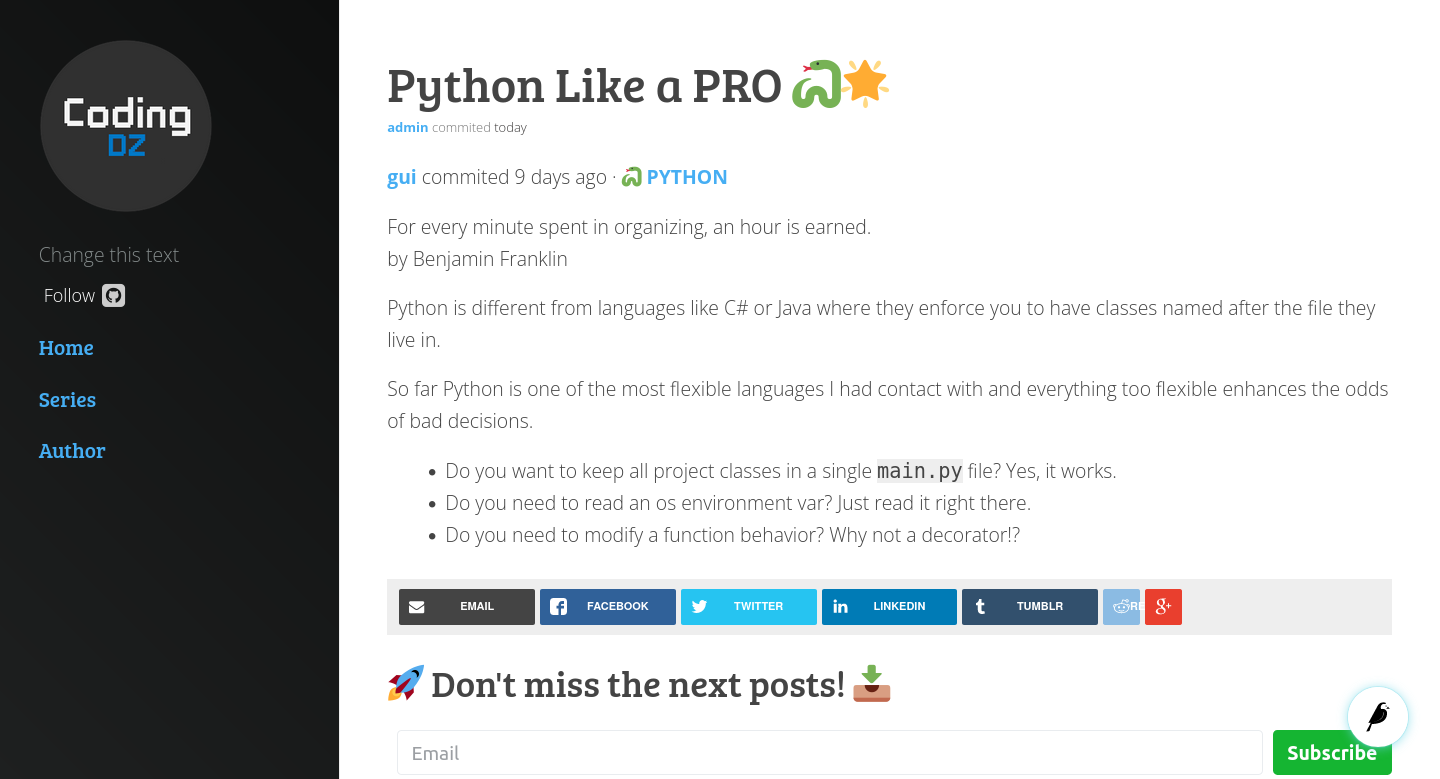 Coding
DZ
Change this text
Follow
Home
Series
Author
Python Like a PRO
admin commited today
gui commited 9 days ago · PYTHON
For every minute spent in organizing, an hour is earned.
by Benjamin Franklin
Python is different from languages like C# or Java where they enforce you to have classes named after the file they
live in.
So far Python is one of the most flexible languages I had contact with and everything too flexible enhances the odds
of bad decisions.
• Do you want to keep all project classes in a single main.py file? Yes, it works.
• Do you need to read an os environment var? Just read it right there.
• Do you need to modify a function behavior? Why not a decorator!?
EMAIL FACEBOOK TWITTER LINKEDIN TUMBLR
Don't miss the next posts!
Email
Subscribe